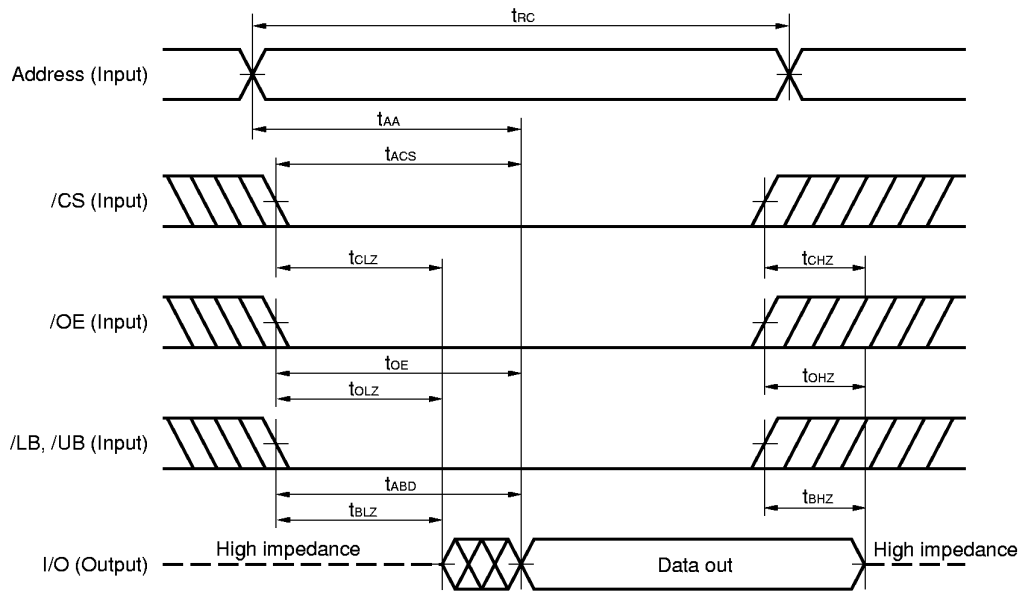 tRC
Address (Input)
tAA
tACS
/CS (Input)
tCLZ
tCHZ
/OE (Input)
tOE
tOLZ
tOHZ
/LB, /UB (Input)
tABD
tBLZ
tBHZ
High impedance
I/O (Output)
Data out
High impedance